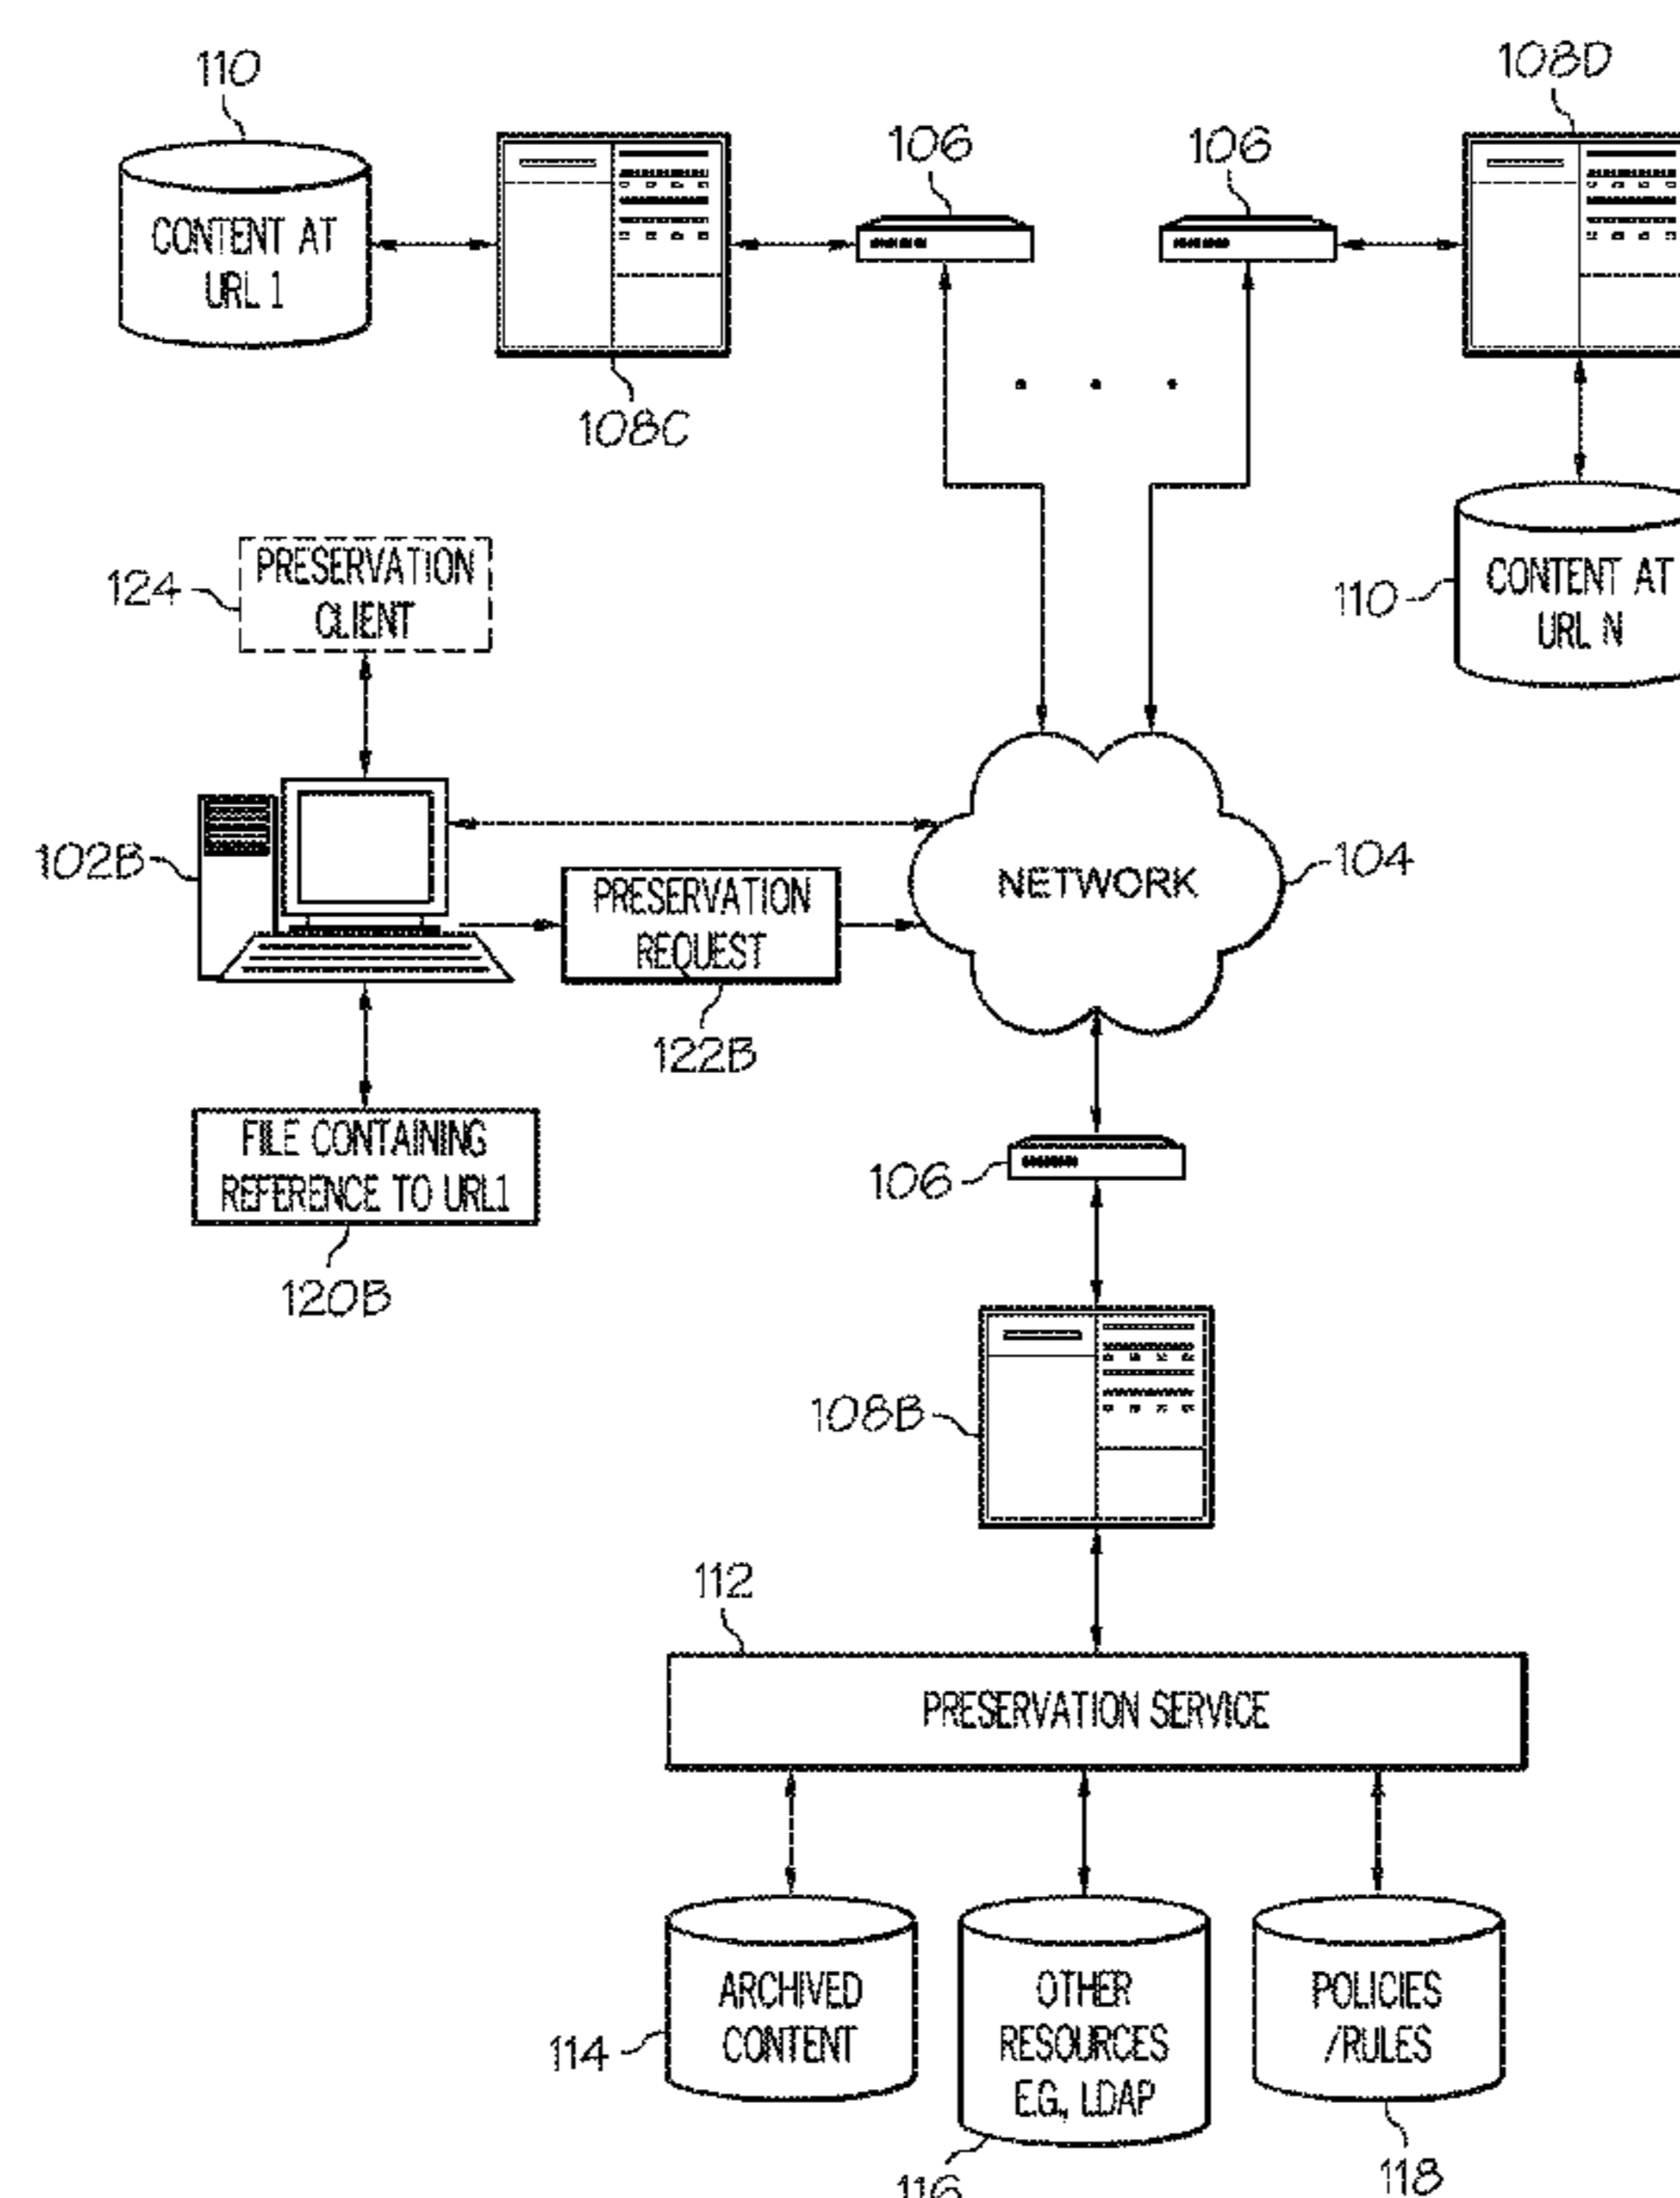 110
108D
106
106
CONTENT AT
URL 1
108C
PRESERVATION
CLIENT
124
CONTENT AT
URL N
110
102B
NETWORK
104
PRESERVATION
REQUEST
122B
FILE CONTAINING
REFERENCE TO URL1
106
120B
108B
112
PRESERVATION SERVICE
ARCHIVED
CONTENT
114
OTHER
RESOURCES
E.G., LDAP
POLICIES
/RULES
116
118